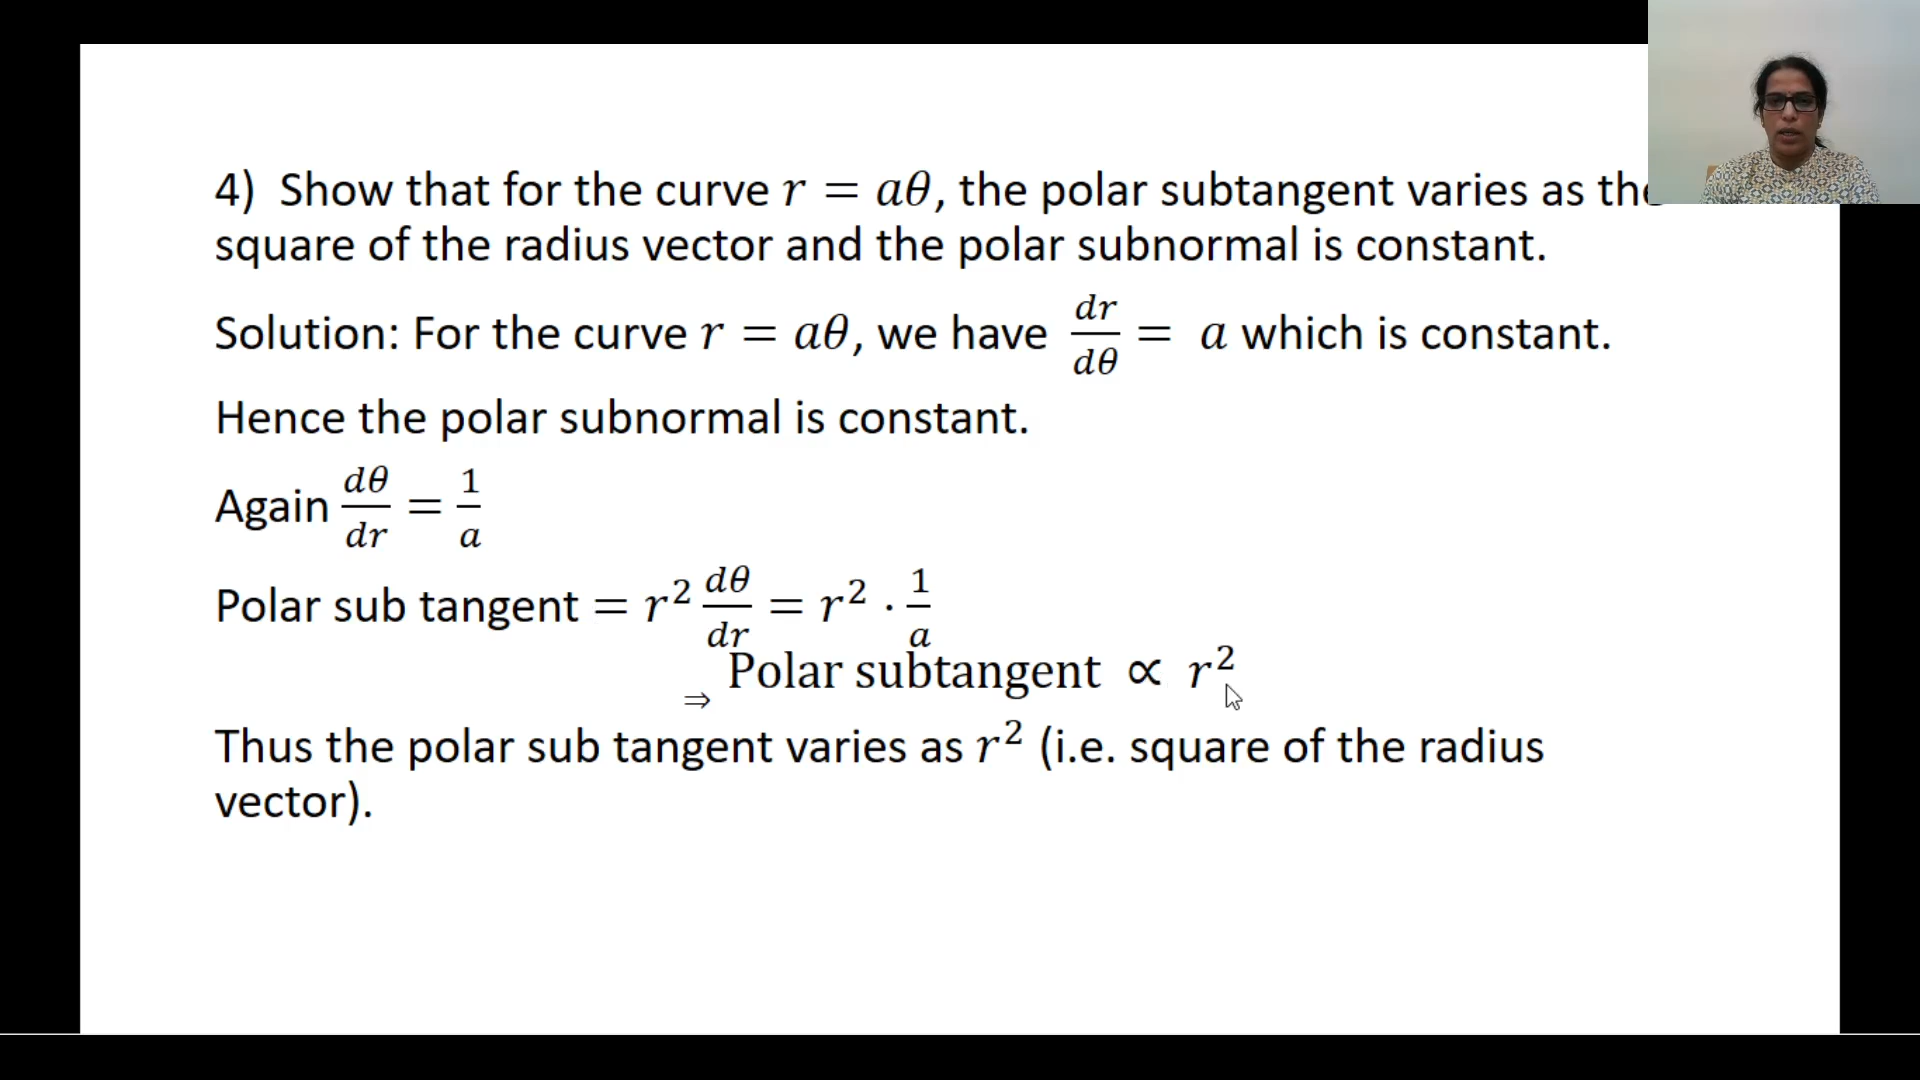 4) Show that for the curve r = aθ, the polar subtangent varies as the
square of the radius vector and the polar subnormal is constant.
Solution: For the curve r = aθ, we have dr/dθ = a which is constant.
Hence the polar subnormal is constant.
Again dθ/dr = 1/a
Polar sub tangent = r² dθ/dr = r² · 1/a
⇒ Polar subtangent ∝ r²
Thus the polar sub tangent varies as r² (i.e. square of the radius
vector).